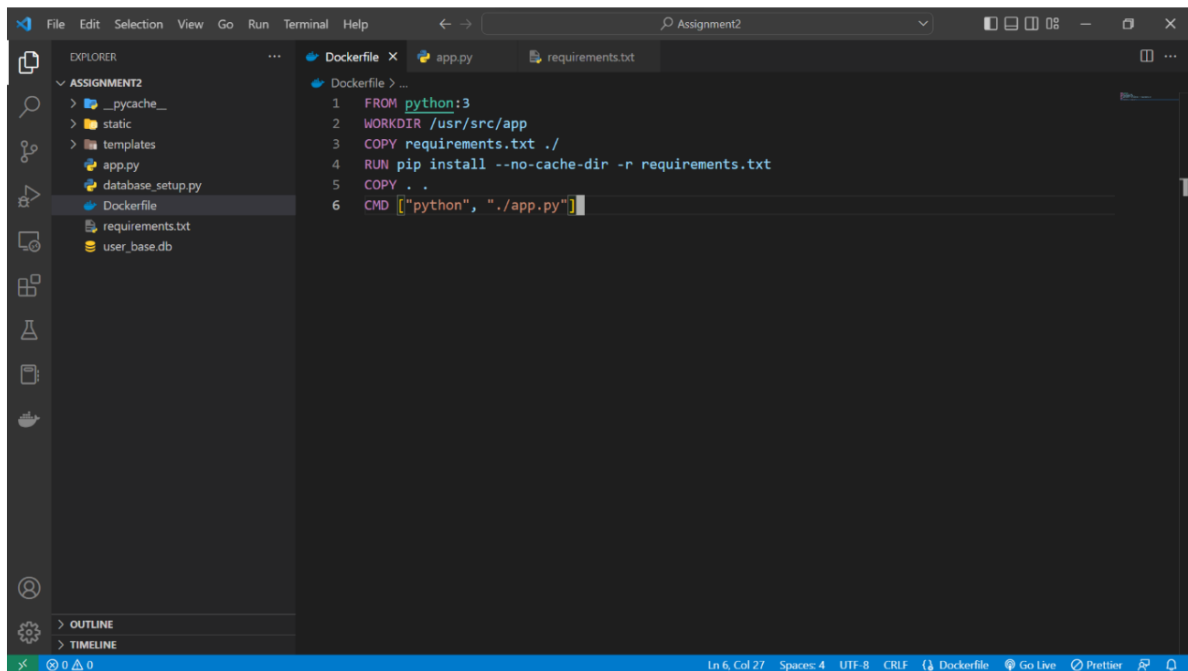 File Edit Selection View Go Run Terminal Help
Assignment2
EXPLORER
Dockerfile
app.py
requirements.txt
ASSIGNMENT2
__pycache__
static
templates
app.py
database_setup.py
Dockerfile
requirements.txt
user_base.db
OUTLINE
TIMELINE
Dockerfile > ...
1 FROM python:3
2 WORKDIR /usr/src/app
3 COPY requirements.txt ./
4 RUN pip install --no-cache-dir -r requirements.txt
5 COPY . .
6 CMD ["python", "./app.py"]
0 0 Ln 6, Col 27 Spaces: 4 UTF-8 CRLF Dockerfile Go Live Prettier